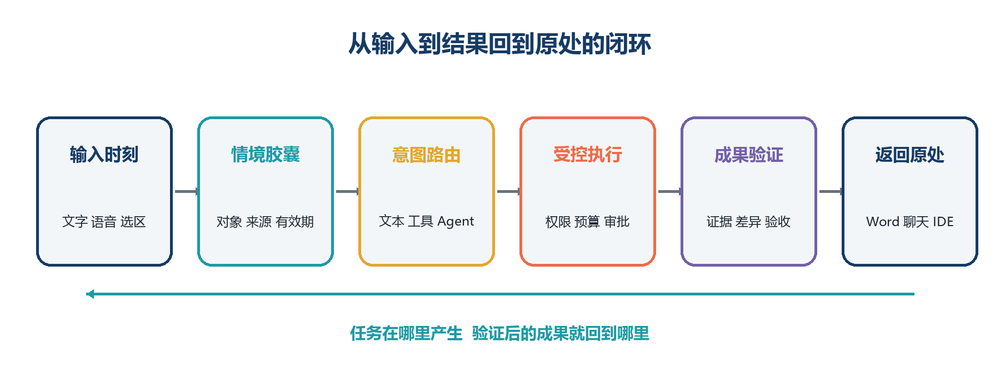 从输入到结果回到原处的闭环
输入时刻
文字 语音 选区
情境胶囊
对象 来源 有效期
意图路由
文本 工具 Agent
受控执行
权限 预算 审批
成果验证
证据 差异 验收
返回原处
Word 聊天 IDE
任务在哪里产生 验证后的成果就回到哪里